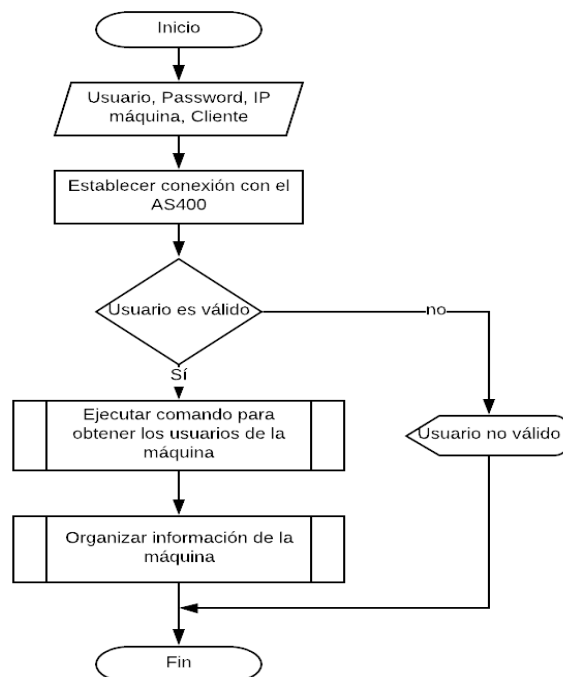 Inicio
Usuario, Password, IP
máquina, Cliente
Establecer conexión con el
AS400
Usuario es válido
no
Sí
Ejecutar comando para
obtener los usuarios de la
máquina
Usuario no válido
Organizar información de la
máquina
Fin